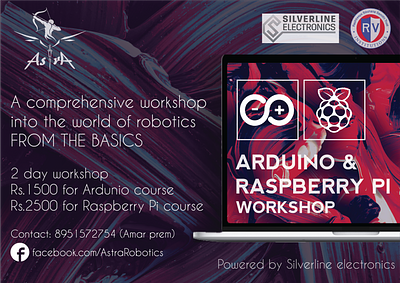 AStrA
SILVERLINE
ELECTRONICS
RV
A comprehensive workshop
into the world of robotics
FROM THE BASICS
2 day workshop
Rs.1500 for Ardunio course
Rs.2500 for Raspberry Pi course
Contact: 8951572754 (Amar prem)
facebook.com/AstraRobotics
ARDUINO &
RASPBERRY PI
WORKSHOP
Powered by Silverline electronics